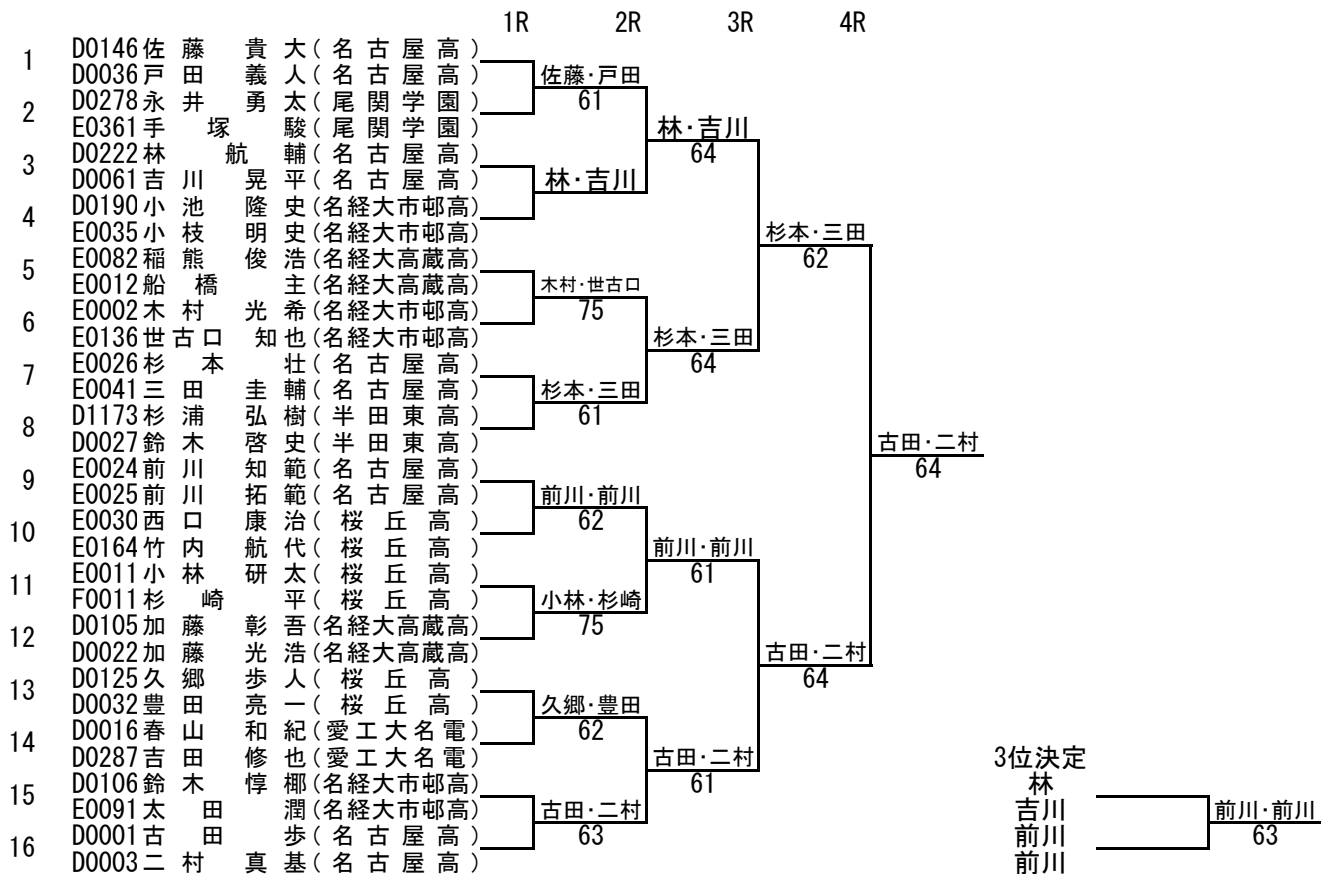 1R 2R 3R 4R
1
D0146 佐藤 貴大(名古屋高)
D0036 戸田 義人(名古屋高)
佐藤・戸田
61
2
D0278 永井 勇太(尾関学園)
E0361 手塚 駿(尾関学園)
林・吉川
64
3
D0222 林 航輔(名古屋高)
D0061 吉川 晃平(名古屋高)
林・吉川
4
D0190 小池 隆史(名経大市邨高)
E0035 小枝 明史(名経大市邨高)
杉本・三田
62
5
E0082 稲熊 俊浩(名経大高蔵高)
E0012 船橋 主(名経大高蔵高)
木村・世古口
75
6
E0002 木村 光希(名経大市邨高)
E0136 世古口 知也(名経大市邨高)
杉本・三田
64
7
E0026 杉本 壮(名古屋高)
E0041 三田 圭輔(名古屋高)
杉本・三田
61
8
D1173 杉浦 弘樹(半田東高)
D0027 鈴木 啓史(半田東高)
古田・二村
64
9
E0024 前川 知範(名古屋高)
E0025 前川 拓範(名古屋高)
前川・前川
62
10
E0030 西口 康治(桜丘高)
E0164 竹内 航代(桜丘高)
前川・前川
61
11
E0011 小林 研太(桜丘高)
F0011 杉崎 平(桜丘高)
小林・杉崎
75
12
D0105 加藤 彰吾(名経大高蔵高)
D0022 加藤 光浩(名経大高蔵高)
古田・二村
64
13
D0125 久郷 歩人(桜丘高)
D0032 豊田 亮一(桜丘高)
久郷・豊田
62
14
D0016 春山 和紀(愛工大名電)
D0287 吉田 修也(愛工大名電)
古田・二村
61
15
D0106 鈴木 惇椰(名経大市邨高)
E0091 太田 潤(名経大市邨高)
古田・二村
63
16
D0001 古田 歩(名古屋高)
D0003 二村 真基(名古屋高)
3位決定
林
吉川
前川
前川
前川・前川
63